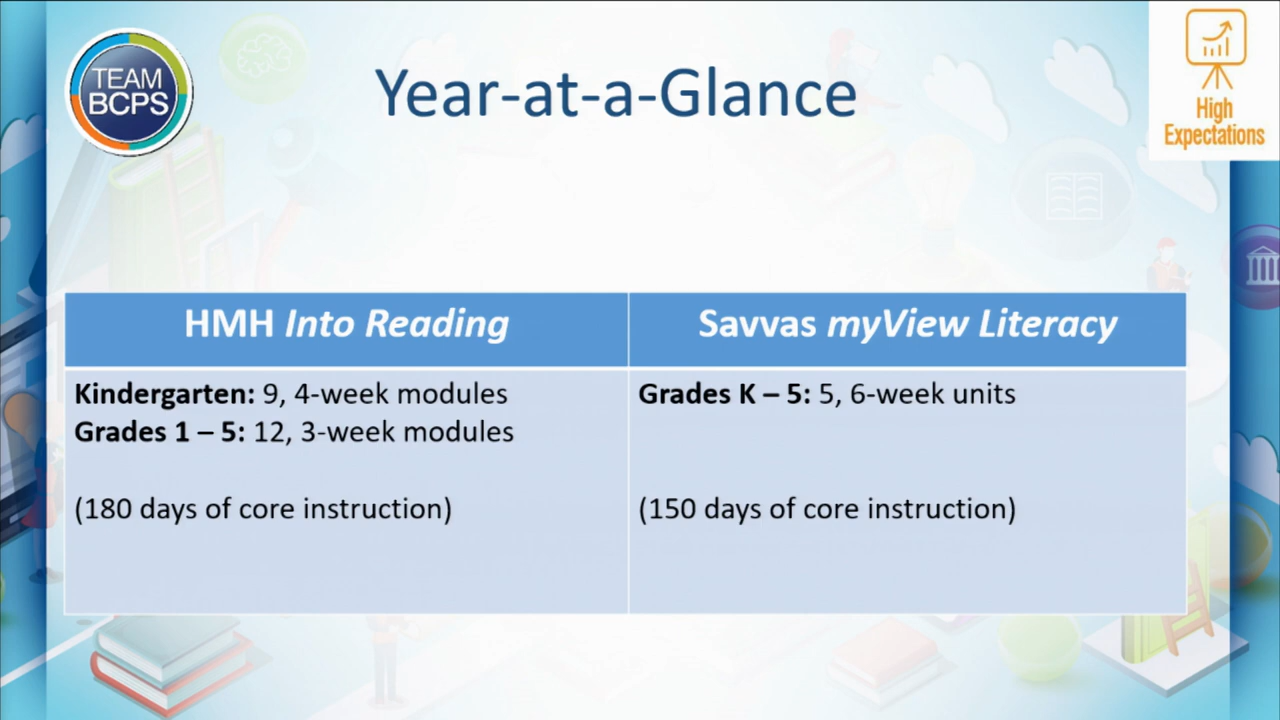 TEAM
BCPS
Year-at-a-Glance
High
Expectations
HMH Into Reading
Savvas myView Literacy
Kindergarten: 9, 4-week modules
Grades 1 – 5: 12, 3-week modules
(180 days of core instruction)
Grades K – 5: 5, 6-week units
(150 days of core instruction)